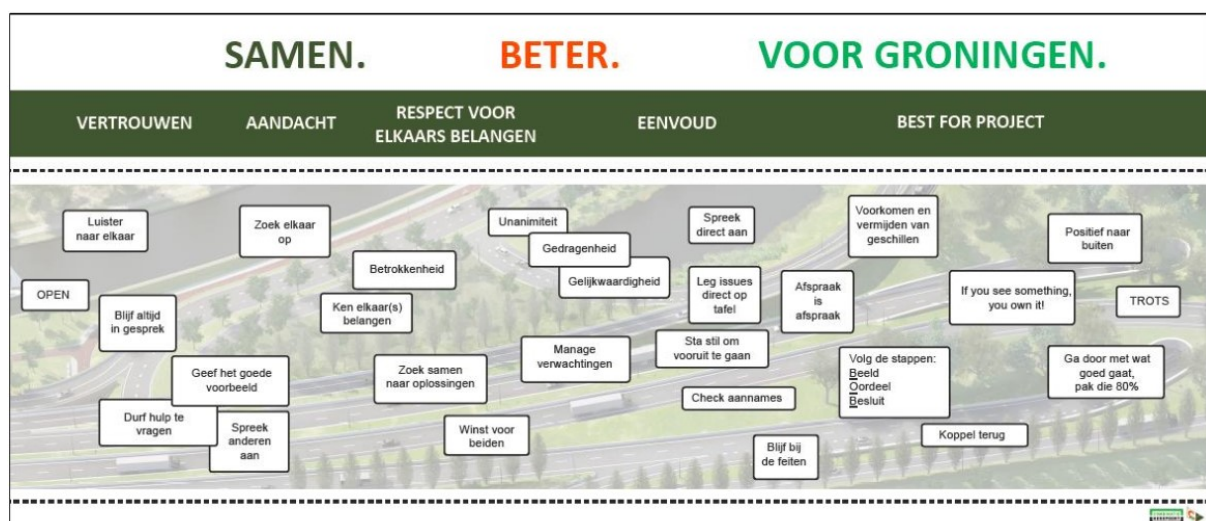 SAMEN. BETER. VOOR GRONINGEN.
VERTROUWEN
AANDACHT
RESPECT VOOR
ELKAARS BELANGEN
EENVOUD
BEST FOR PROJECT
Luister
naar elkaar
OPEN
Blijf altijd
in gesprek
Geef het goede
voorbeeld
Durf hulp te
vragen
Spreek
anderen
aan
Zoek elkaar
op
Betrokkenheid
Ken elkaar(s)
belangen
Zoek samen
naar oplossingen
Winst voor
beiden
Unanimiteit
Gedragenheid
Gelijkwaardigheid
Manage
verwachtingen
Spreek
direct aan
Leg issues
direct op
tafel
Sta stil om
vooruit te gaan
Check aannames
Blijf bij
de feiten
Afspraak
is
afspraak
Voorkomen en
vermijden van
geschillen
Volg de stappen:
Beeld
Oordeel
Besluit
Koppel terug
If you see something,
you own it!
Positief naar
buiten
TROTS
Ga door met wat
goed gaat,
pak die 80%